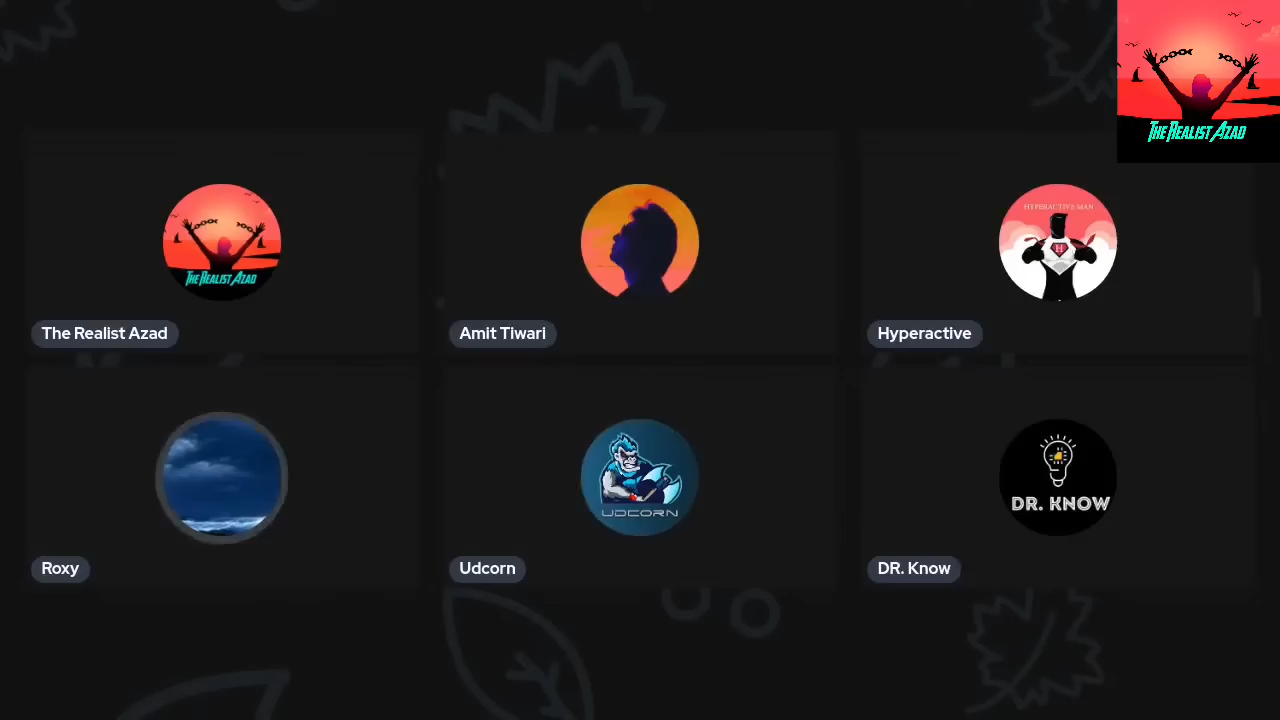 THE REALIST AZAD
THE REALIST AZAD
HYPERACTIVE MAN
H
The Realist Azad
Amit Tiwari
Hyperactive
UDCORN
DR. KNOW
Roxy
Udcorn
DR. Know